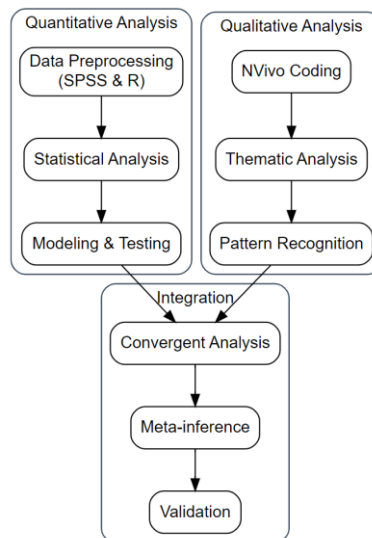 Quantitative Analysis
Data Preprocessing
(SPSS & R)
Statistical Analysis
Modeling & Testing
Qualitative Analysis
NVivo Coding
Thematic Analysis
Pattern Recognition
Integration
Convergent Analysis
Meta-inference
Validation